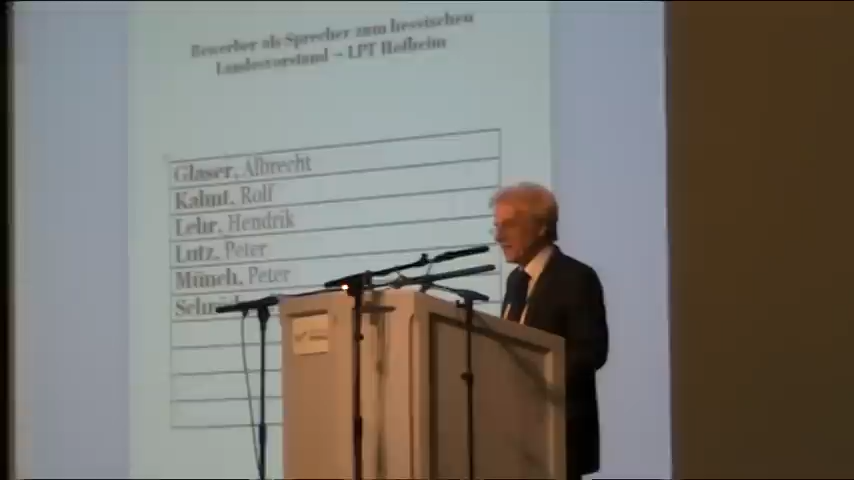 Bewerber als Sprecher zum hessischen
Landesvorstand – LPT Hofheim
Glaser, Albrecht
Kahnt, Rolf
Lehr, Hendrik
Lutz, Peter
Münch, Peter